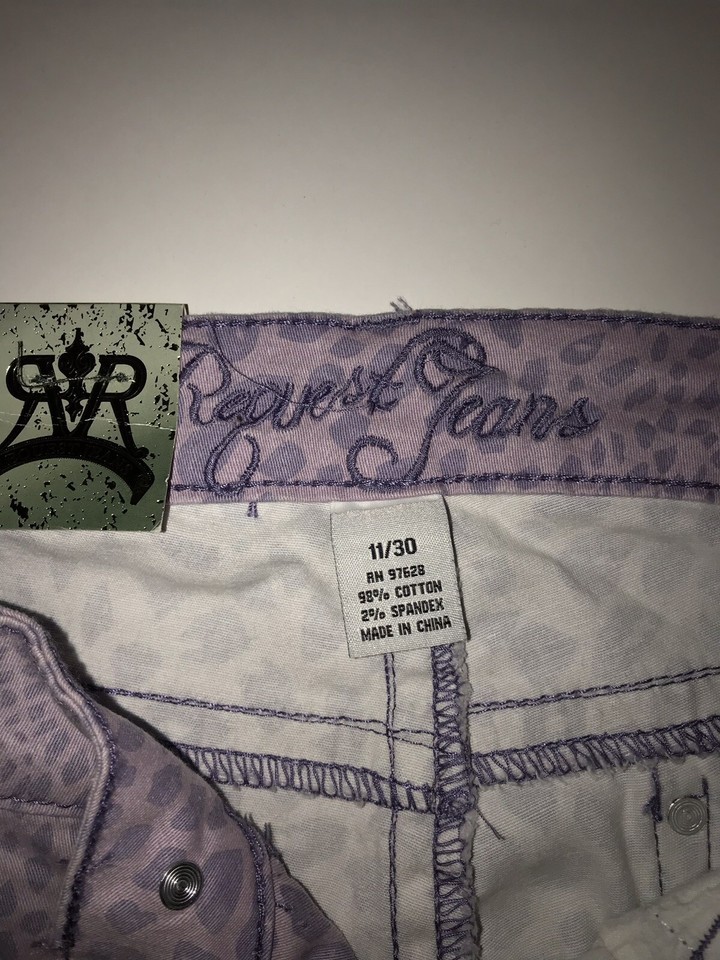 Request Jeans
RR
11/30
RN 97628
98% COTTON
2% SPANDEX
MADE IN CHINA